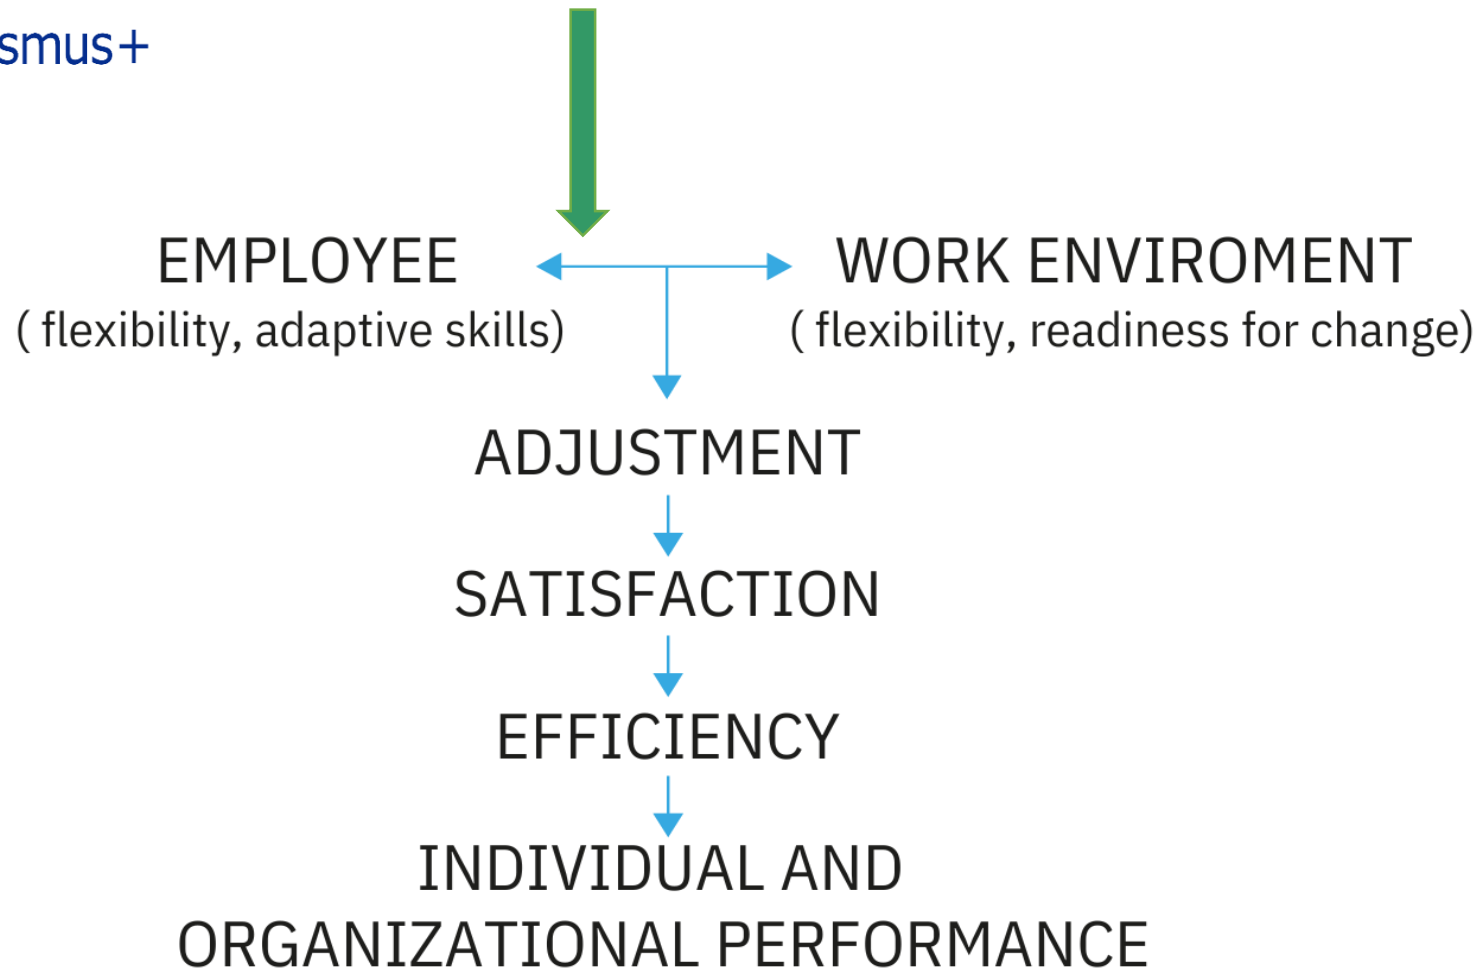 smus+
EMPLOYEE
( flexibility, adaptive skills)
WORK ENVIROMENT
( flexibility, readiness for change)
ADJUSTMENT
SATISFACTION
EFFICIENCY
INDIVIDUAL AND
ORGANIZATIONAL PERFORMANCE